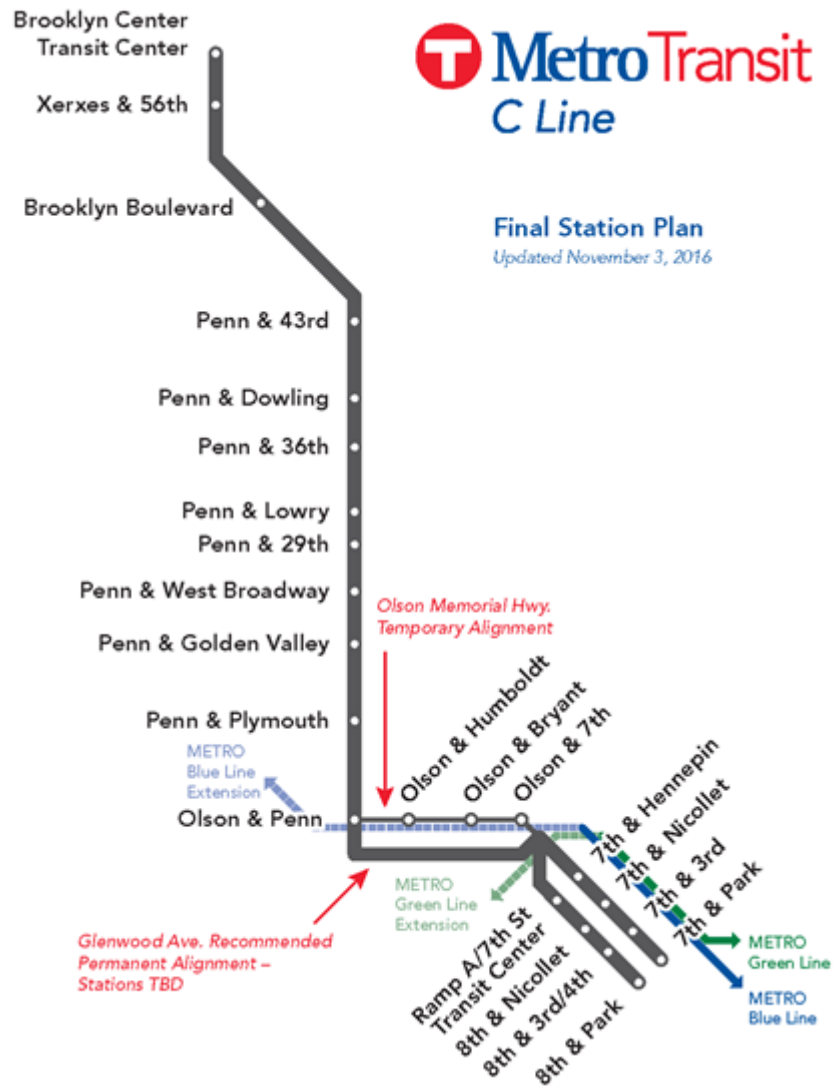 Brooklyn Center
Transit Center
T MetroTransit
C Line
Xerxes & 56th
Brooklyn Boulevard
Final Station Plan
Updated November 3, 2016
Penn & 43rd
Penn & Dowling
Penn & 36th
Penn & Lowry
Penn & 29th
Penn & West Broadway
Olson Memorial Hwy.
Temporary Alignment
Penn & Golden Valley
Penn & Plymouth
METRO
Blue Line
Extension
Olson & Penn
Olson & Humboldt
Olson & Bryant
Olson & 7th
7th & Hennepin
7th & Nicollet
7th & 3rd
7th & Park
METRO
Green Line
Extension
Glenwood Ave. Recommended
Permanent Alignment –
Stations TBD
Ramp A/7th St
Transit Center
8th & Nicollet
8th & 3rd/4th
8th & Park
METRO
Green Line
METRO
Blue Line